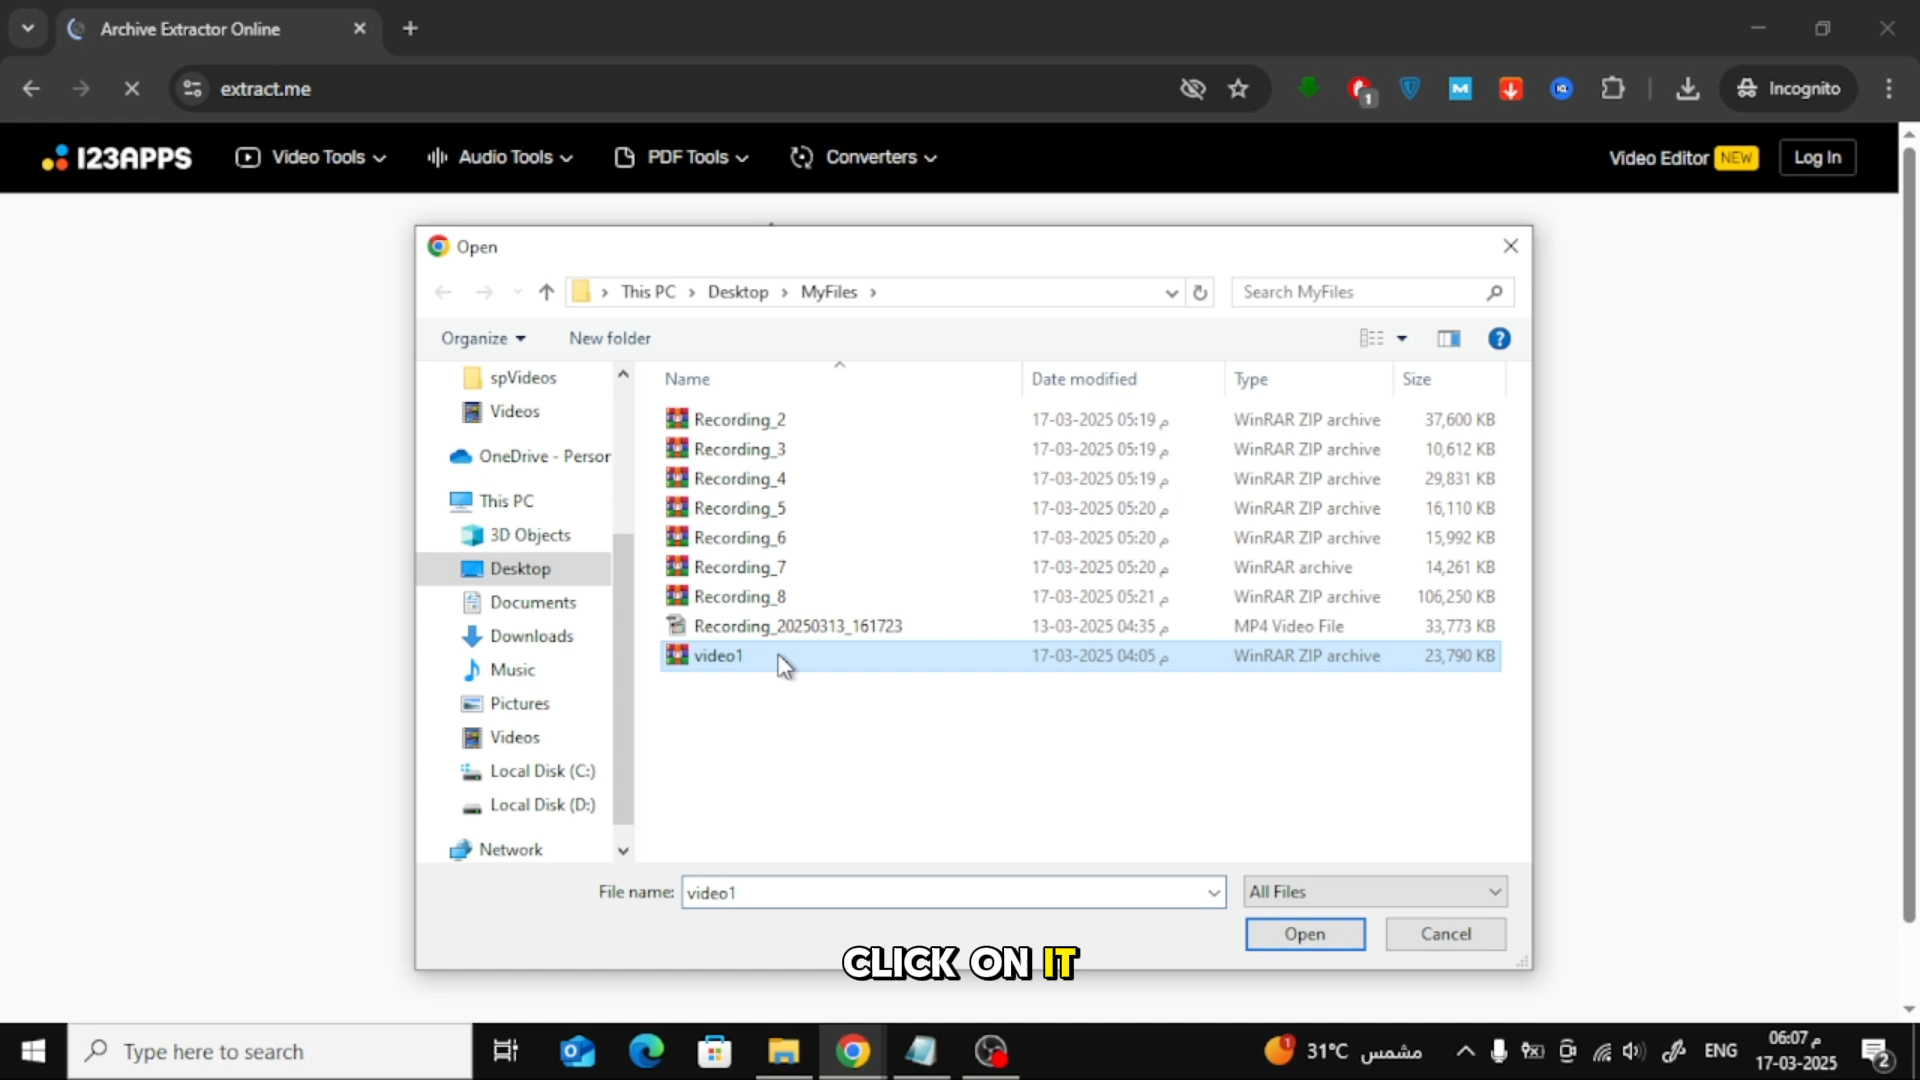 Archive Extractor Online
extract.me
1
Incognito
123APPS
Video Tools
Audio Tools
PDF Tools
Converters
Video Editor NEW
Log In
Open
This PC > Desktop > MyFiles >
Search MyFiles
Organize
New folder
spVideos
Videos
OneDrive - Person
This PC
3D Objects
Desktop
Documents
Downloads
Music
Pictures
Videos
Local Disk (C:)
Local Disk (D:)
Network
Name Date modified Type Size
Recording_2 17-03-2025 05:19 م WinRAR ZIP archive 37,600 KB
Recording_3 17-03-2025 05:19 م WinRAR ZIP archive 10,612 KB
Recording_4 17-03-2025 05:19 م WinRAR ZIP archive 29,831 KB
Recording_5 17-03-2025 05:20 م WinRAR ZIP archive 16,110 KB
Recording_6 17-03-2025 05:20 م WinRAR ZIP archive 15,992 KB
Recording_7 17-03-2025 05:20 م WinRAR archive 14,261 KB
Recording_8 17-03-2025 05:21 م WinRAR ZIP archive 106,250 KB
Recording_20250313_161723 13-03-2025 04:35 م MP4 Video File 33,773 KB
video1 17-03-2025 04:05 م WinRAR ZIP archive 23,790 KB
File name: video1
All Files
Open
Cancel
CLICK ON IT
Type here to search
1
31°C مشمس
ENG
06:07 م
17-03-2025
2